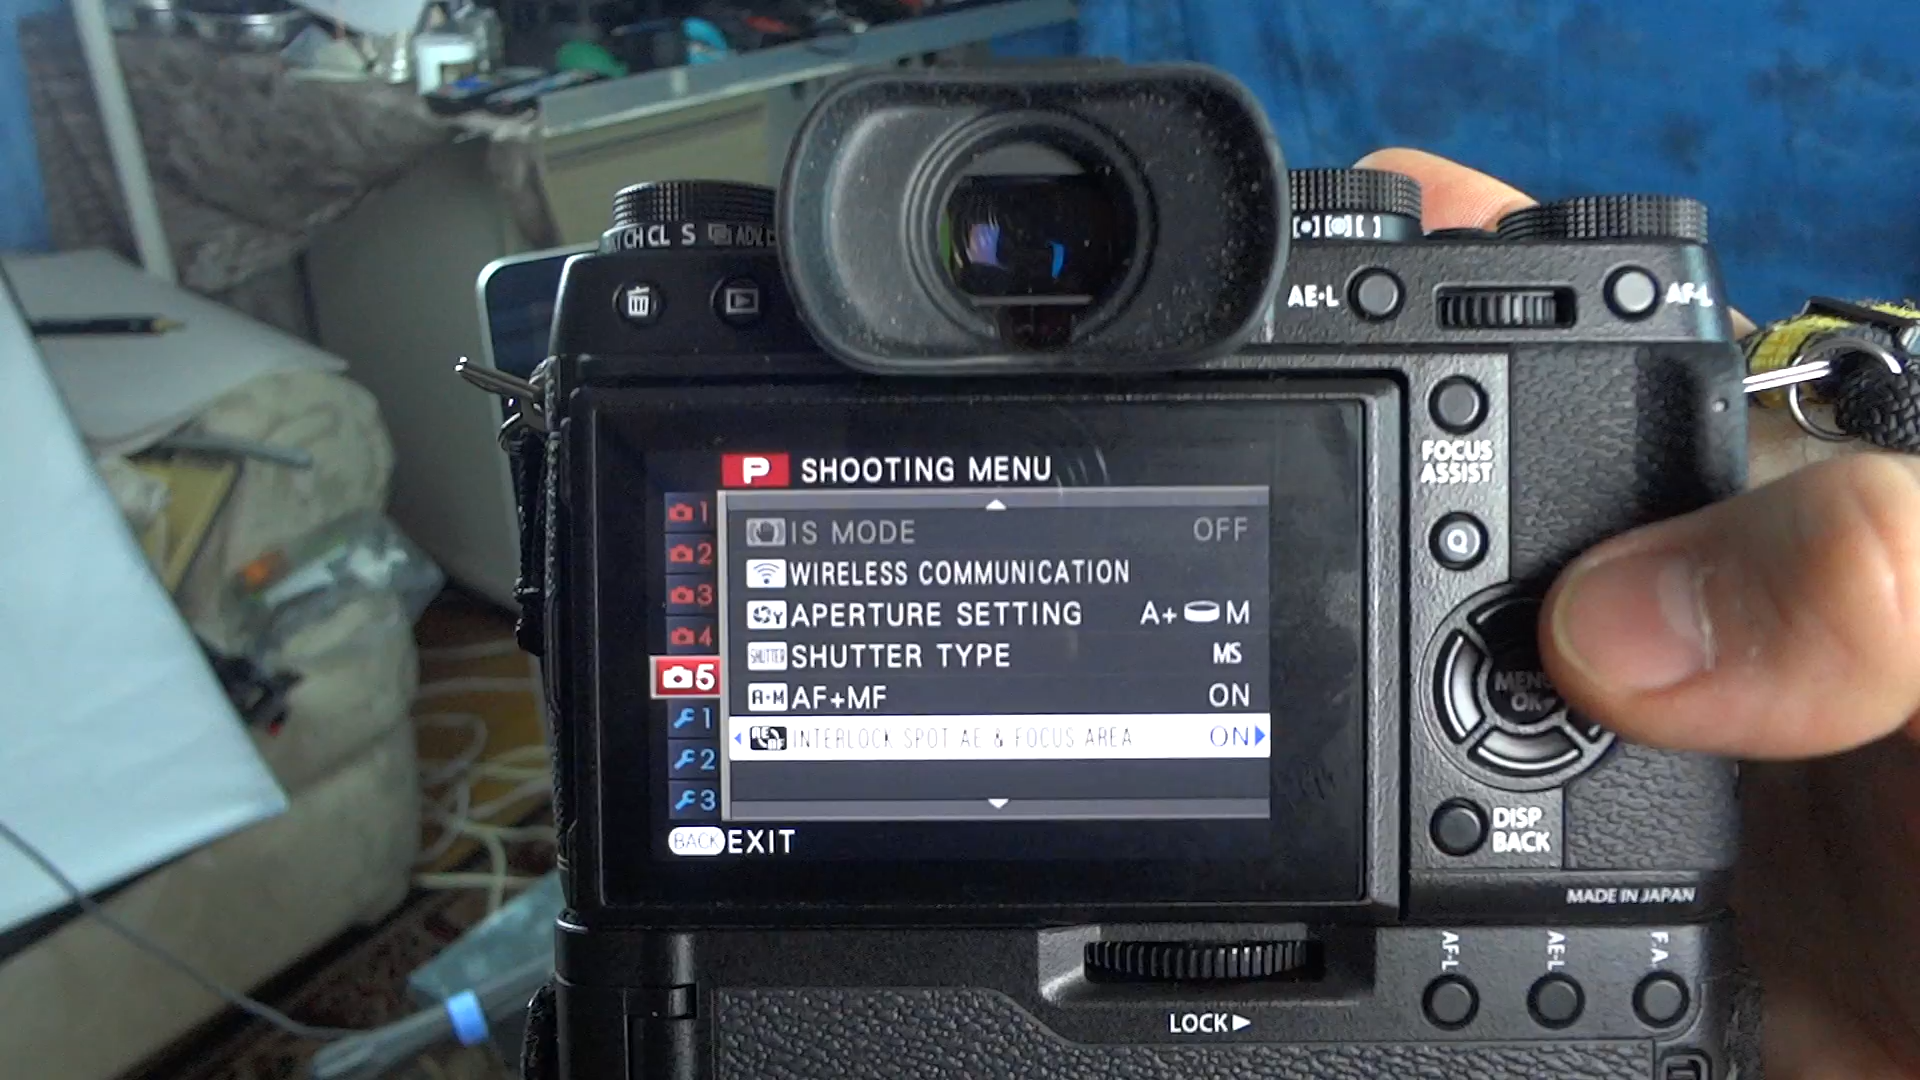 CH CL S ADV.
AE-L
AF-L
FOCUS
ASSIST
Q
P SHOOTING MENU
1
2
3
4
5
1
2
3
IS MODE OFF
WIRELESS COMMUNICATION
APERTURE SETTING A+ M
SHUTTER SHUTTER TYPE MS
A+M AF+MF ON
INTERLOCK SPOT AE & FOCUS AREA ON
BACK EXIT
MENU
OK
DISP
BACK
MADE IN JAPAN
AF-L
AE-L
F.A.
LOCK